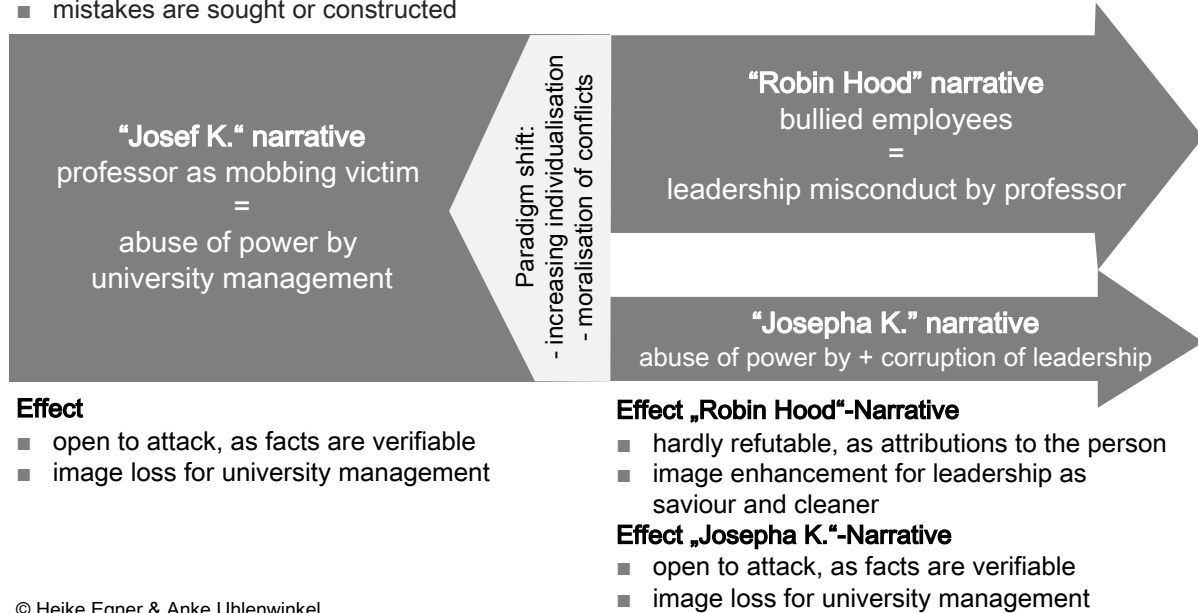 ▪ mistakes are sought or constructed
“Josef K.“ narrative
professor as mobbing victim
=
abuse of power by
university management
Paradigm shift:
- increasing individualisation
- moralisation of conflicts
“Robin Hood” narrative
bullied employees
=
leadership misconduct by professor
“Josepha K.” narrative
abuse of power by + corruption of leadership
Effect
▪ open to attack, as facts are verifiable
▪ image loss for university management
Effect „Robin Hood“-Narrative
▪ hardly refutable, as attributions to the person
▪ image enhancement for leadership as
saviour and cleaner
Effect „Josepha K.“-Narrative
▪ open to attack, as facts are verifiable
▪ image loss for university management
© Heike Egner & Anke Uhlenwinkel